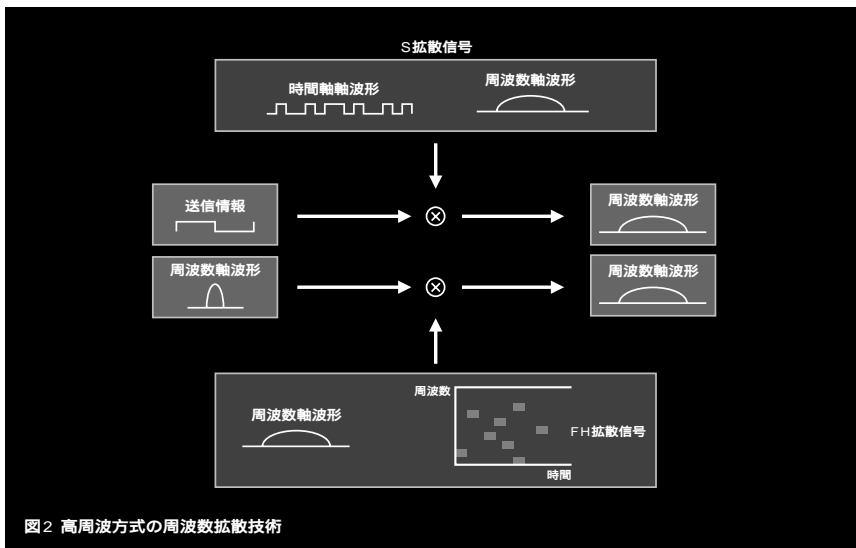 S拡散信号
時間軸軸波形
周波数軸波形
送信情報
周波数軸波形
周波数軸波形
周波数軸波形
周波数軸波形
周波数
FH拡散信号
時間
図2 高周波方式の周波数拡散技術